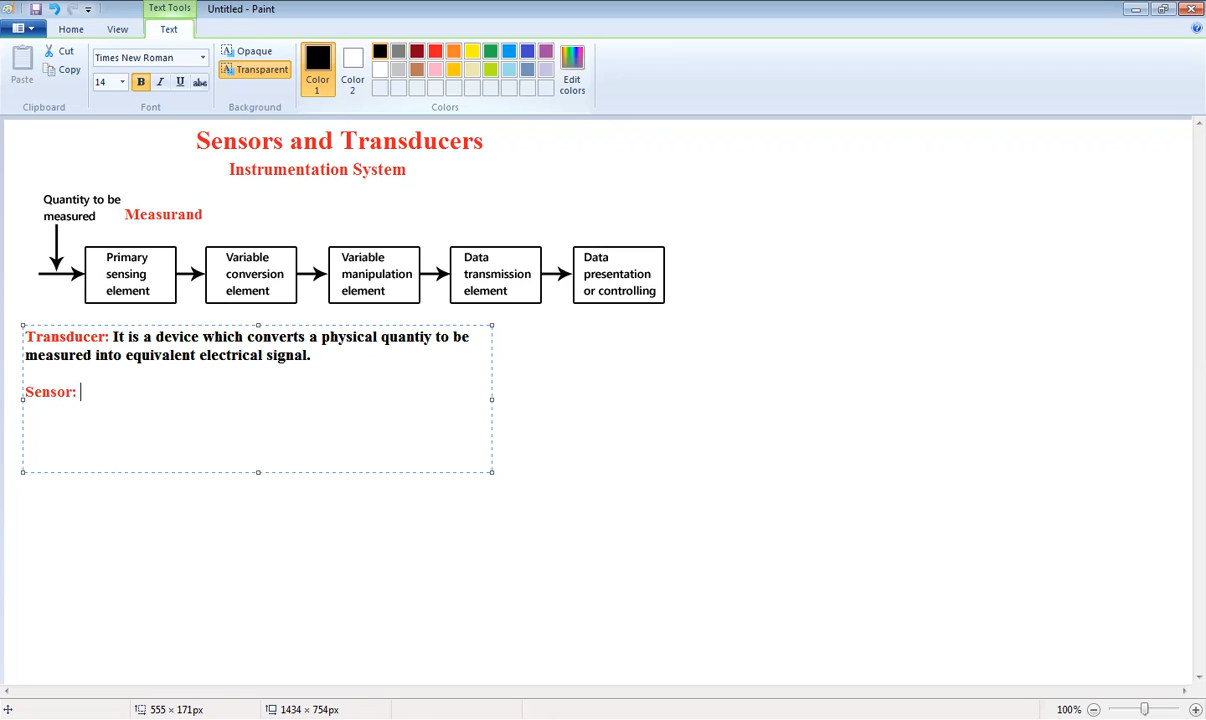 Text Tools
Untitled - Paint
Home
View
Text
Paste
Cut
Copy
Clipboard
Times New Roman
14
B
I
U
abc
Font
Opaque
Transparent
Background
Color
1
Color
2
Edit
colors
Colors
Sensors and Transducers
Instrumentation System
Quantity to be
measured
Measurand
Primary
sensing
element
Variable
conversion
element
Variable
manipulation
element
Data
transmission
element
Data
presentation
or controlling
Transducer: It is a device which converts a physical quantiy to be
measured into equivalent electrical signal.
Sensor:
555 × 171px
1434 × 754px
100%